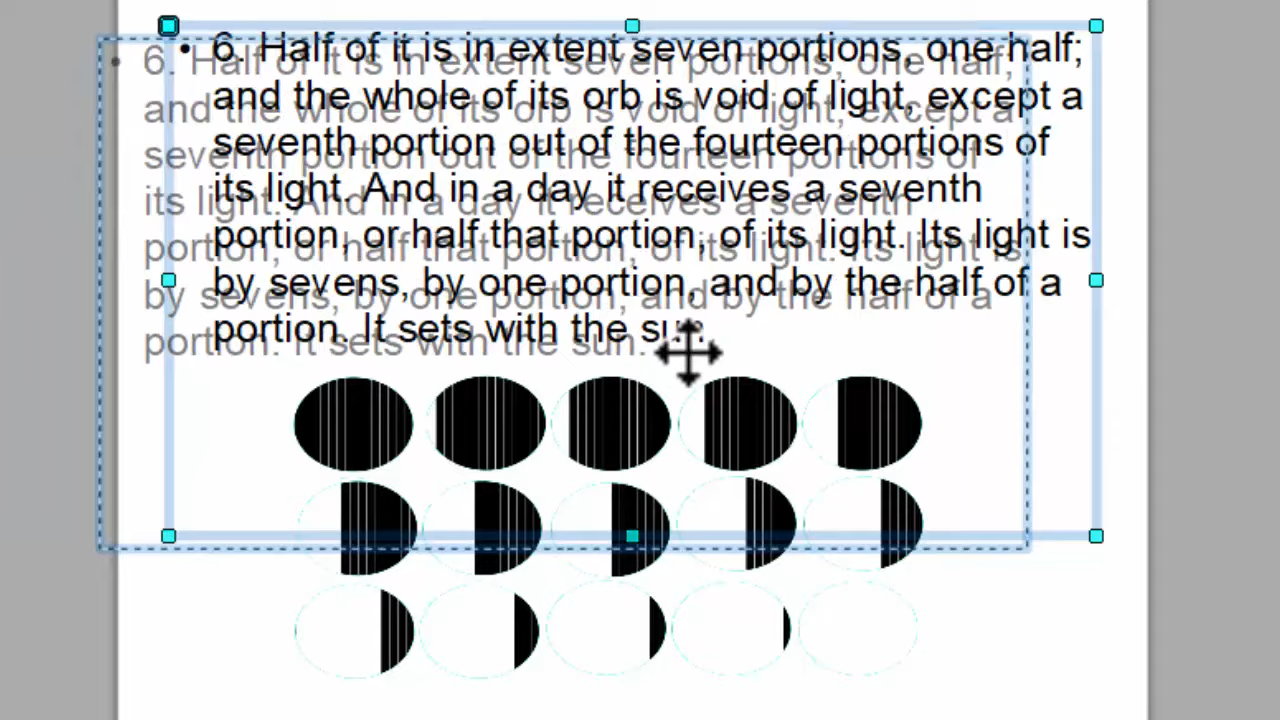 • 6. Half of it is in extent seven portions, one half;
and the whole of its orb is void of light, except a
seventh portion out of the fourteen portions of
its light. And in a day it receives a seventh
portion, or half that portion, of its light. Its light is
by sevens, by one portion, and by the half of a
portion. It sets with the sun.